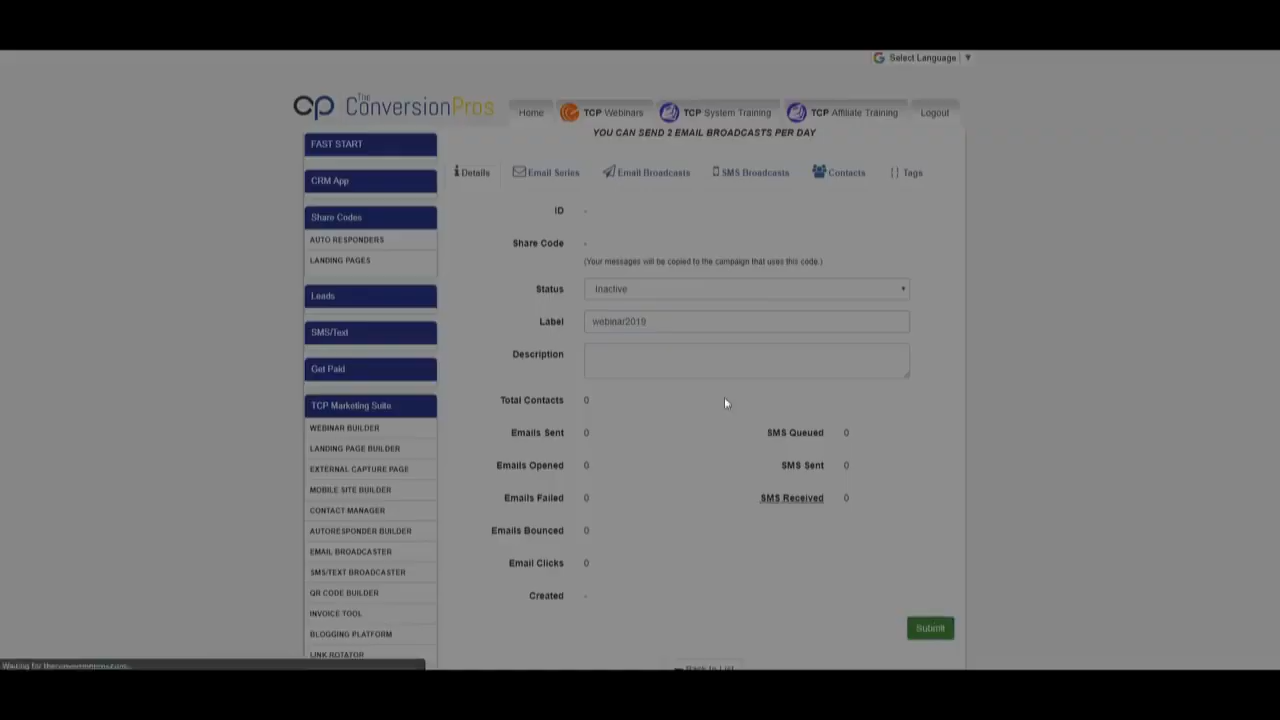 Select Language ▼
The ConversionPros
Home
TCP Webinars
TCP System Training
TCP Affiliate Training
Logout
YOU CAN SEND 2 EMAIL BROADCASTS PER DAY
FAST START
CRM App
Share Codes
AUTO RESPONDERS
LANDING PAGES
Leads
SMS/Text
Get Paid
TCP Marketing Suite
WEBINAR BUILDER
LANDING PAGE BUILDER
EXTERNAL CAPTURE PAGE
MOBILE SITE BUILDER
CONTACT MANAGER
AUTORESPONDER BUILDER
EMAIL BROADCASTER
SMS/TEXT BROADCASTER
QR CODE BUILDER
INVOICE TOOL
BLOGGING PLATFORM
LINK ROTATOR
Details
Email Series
Email Broadcasts
SMS Broadcasts
Contacts
Tags
ID -
Share Code -
(Your messages will be copied to the campaign that uses this code.)
Status Inactive
Label webinar2019
Description
Total Contacts 0
Emails Sent 0 SMS Queued 0
Emails Opened 0 SMS Sent 0
Emails Failed 0 SMS Received 0
Emails Bounced 0
Email Clicks 0
Created -
Submit
Back to List
Waiting for